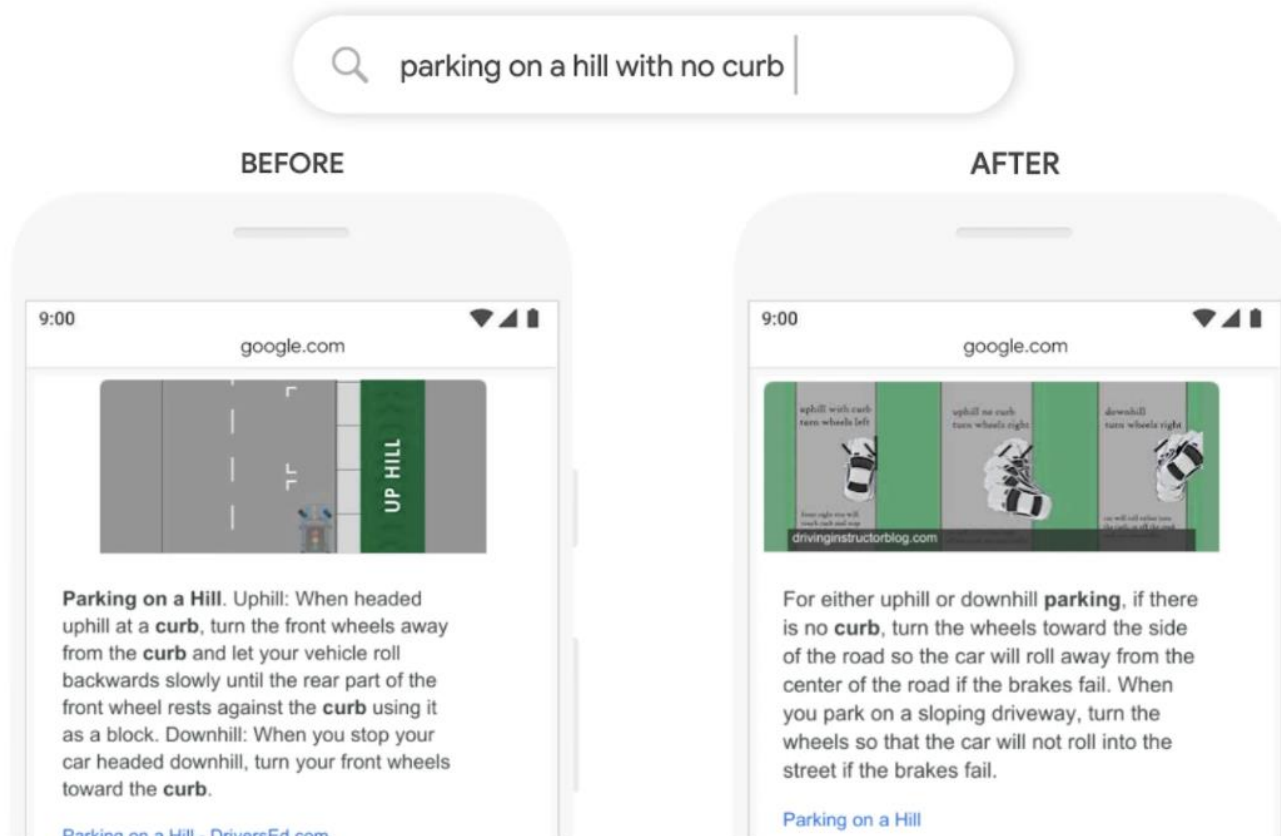 parking on a hill with no curb
BEFORE
9:00
google.com
UP HILL
Parking on a Hill. Uphill: When headed
uphill at a curb, turn the front wheels away
from the curb and let your vehicle roll
backwards slowly until the rear part of the
front wheel rests against the curb using it
as a block. Downhill: When you stop your
car headed downhill, turn your front wheels
toward the curb.
Parking on a Hill - DriversEd.com
AFTER
9:00
google.com
uphill with curb
turn wheels left
uphill no curb
turn wheels right
downhill
turn wheels right
drivinginstructorblog.com
For either uphill or downhill parking, if there
is no curb, turn the wheels toward the side
of the road so the car will roll away from the
center of the road if the brakes fail. When
you park on a sloping driveway, turn the
wheels so that the car will not roll into the
street if the brakes fail.
Parking on a Hill